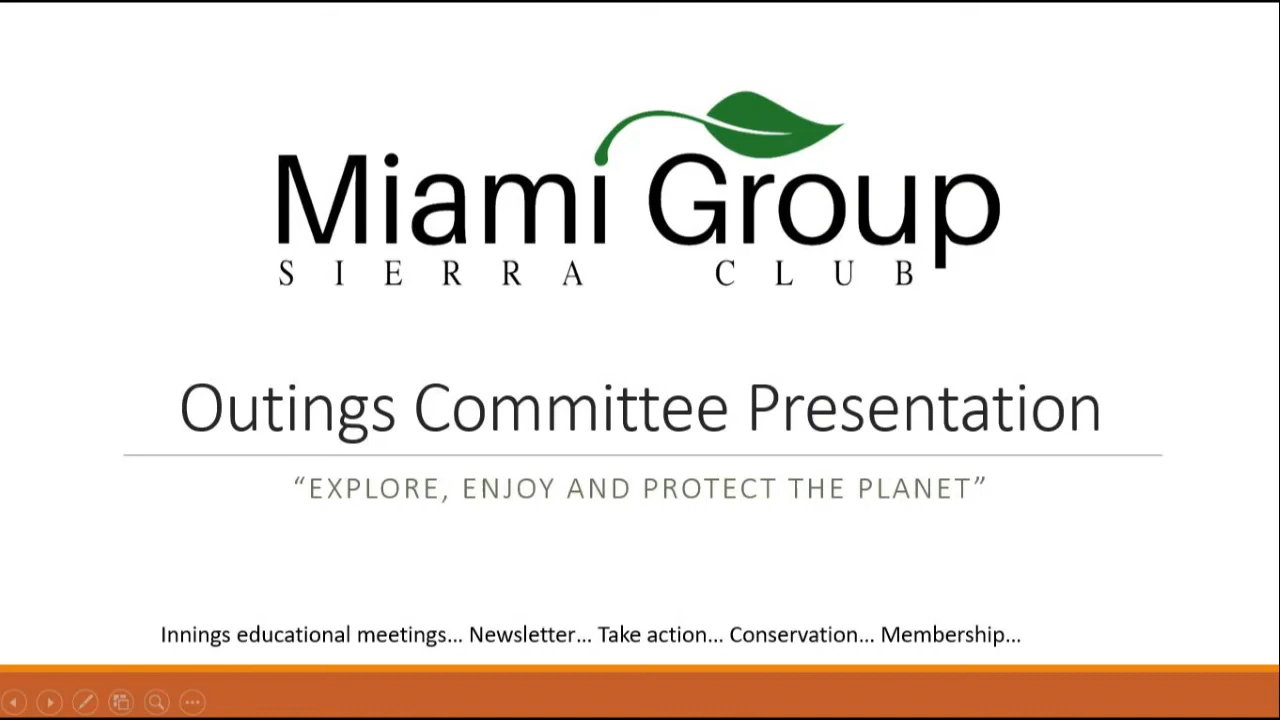 Miami Group
SIERRA CLUB
Outings Committee Presentation
“EXPLORE, ENJOY AND PROTECT THE PLANET”
Innings educational meetings... Newsletter... Take action... Conservation... Membership...